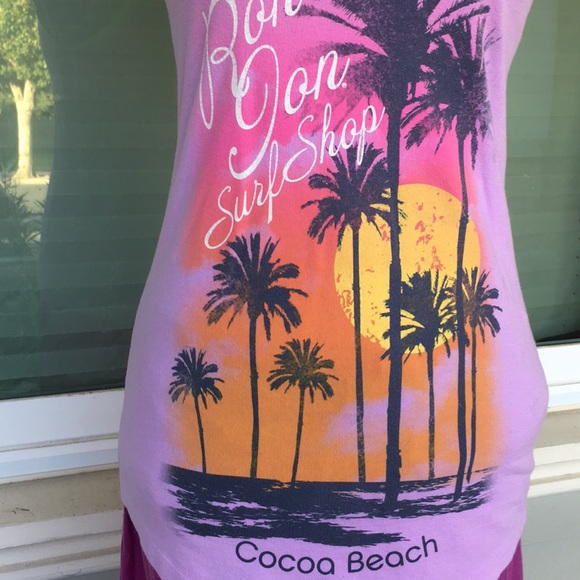 Ron
Jon
Surf Shop
Cocoa Beach